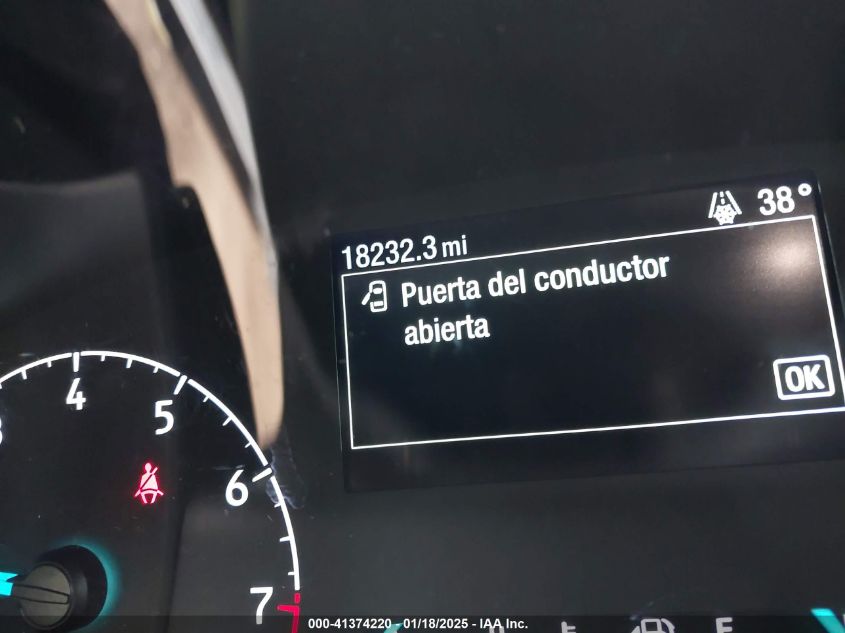 38°
18232.3 mi
Puerta del conductor
abierta
OK
4
5
6
7
000-41374220 - 01/18/2025 - IAA Inc.